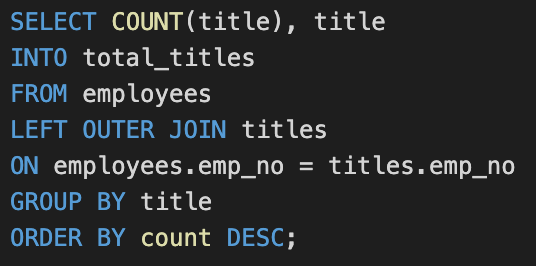 SELECT COUNT(title), title
INTO total_titles
FROM employees
LEFT OUTER JOIN titles
ON employees.emp_no = titles.emp_no
GROUP BY title
ORDER BY count DESC;